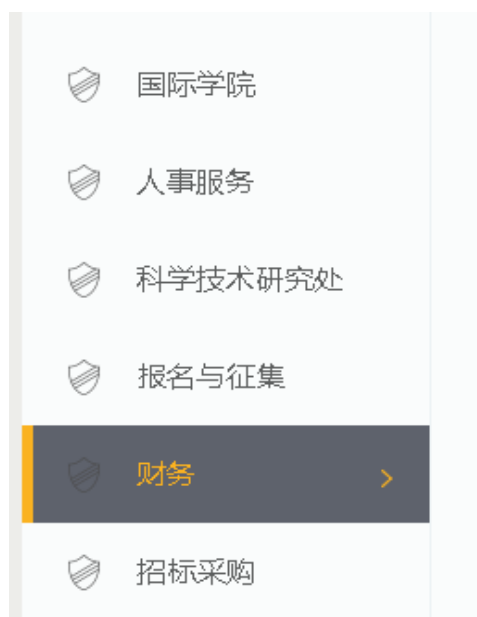 国际学院
人事服务
科学技术研究处
报名与征集
财务
招标采购